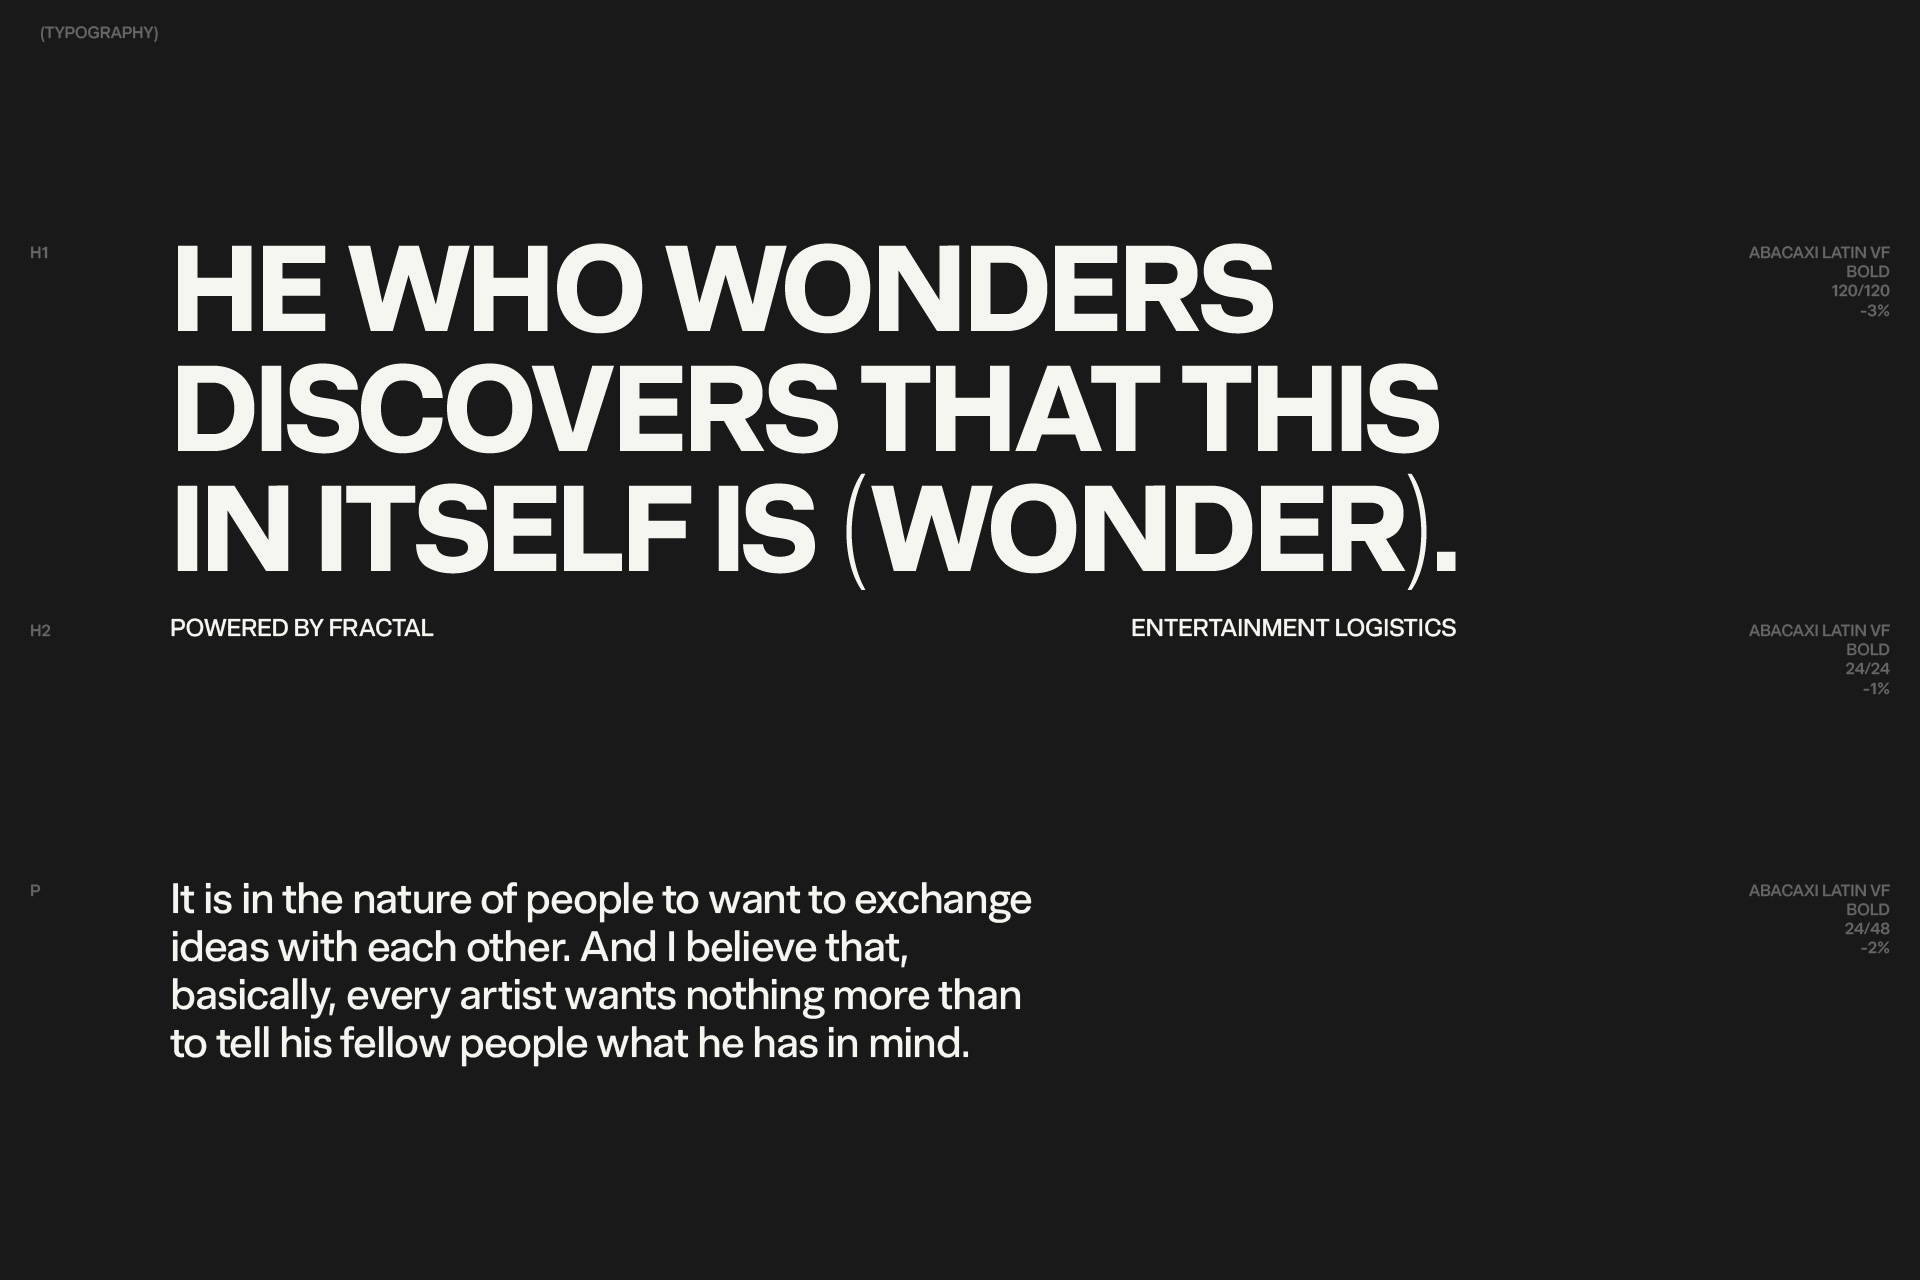 (TYPOGRAPHY)
H1
HE WHO WONDERS
DISCOVERS THAT THIS
IN ITSELF IS (WONDER).
ABACAXI LATIN VF
BOLD
120/120
-3%
H2
POWERED BY FRACTAL
ENTERTAINMENT LOGISTICS
ABACAXI LATIN VF
BOLD
24/24
-1%
P
It is in the nature of people to want to exchange
ideas with each other. And I believe that,
basically, every artist wants nothing more than
to tell his fellow people what he has in mind.
ABACAXI LATIN VF
BOLD
24/48
-2%